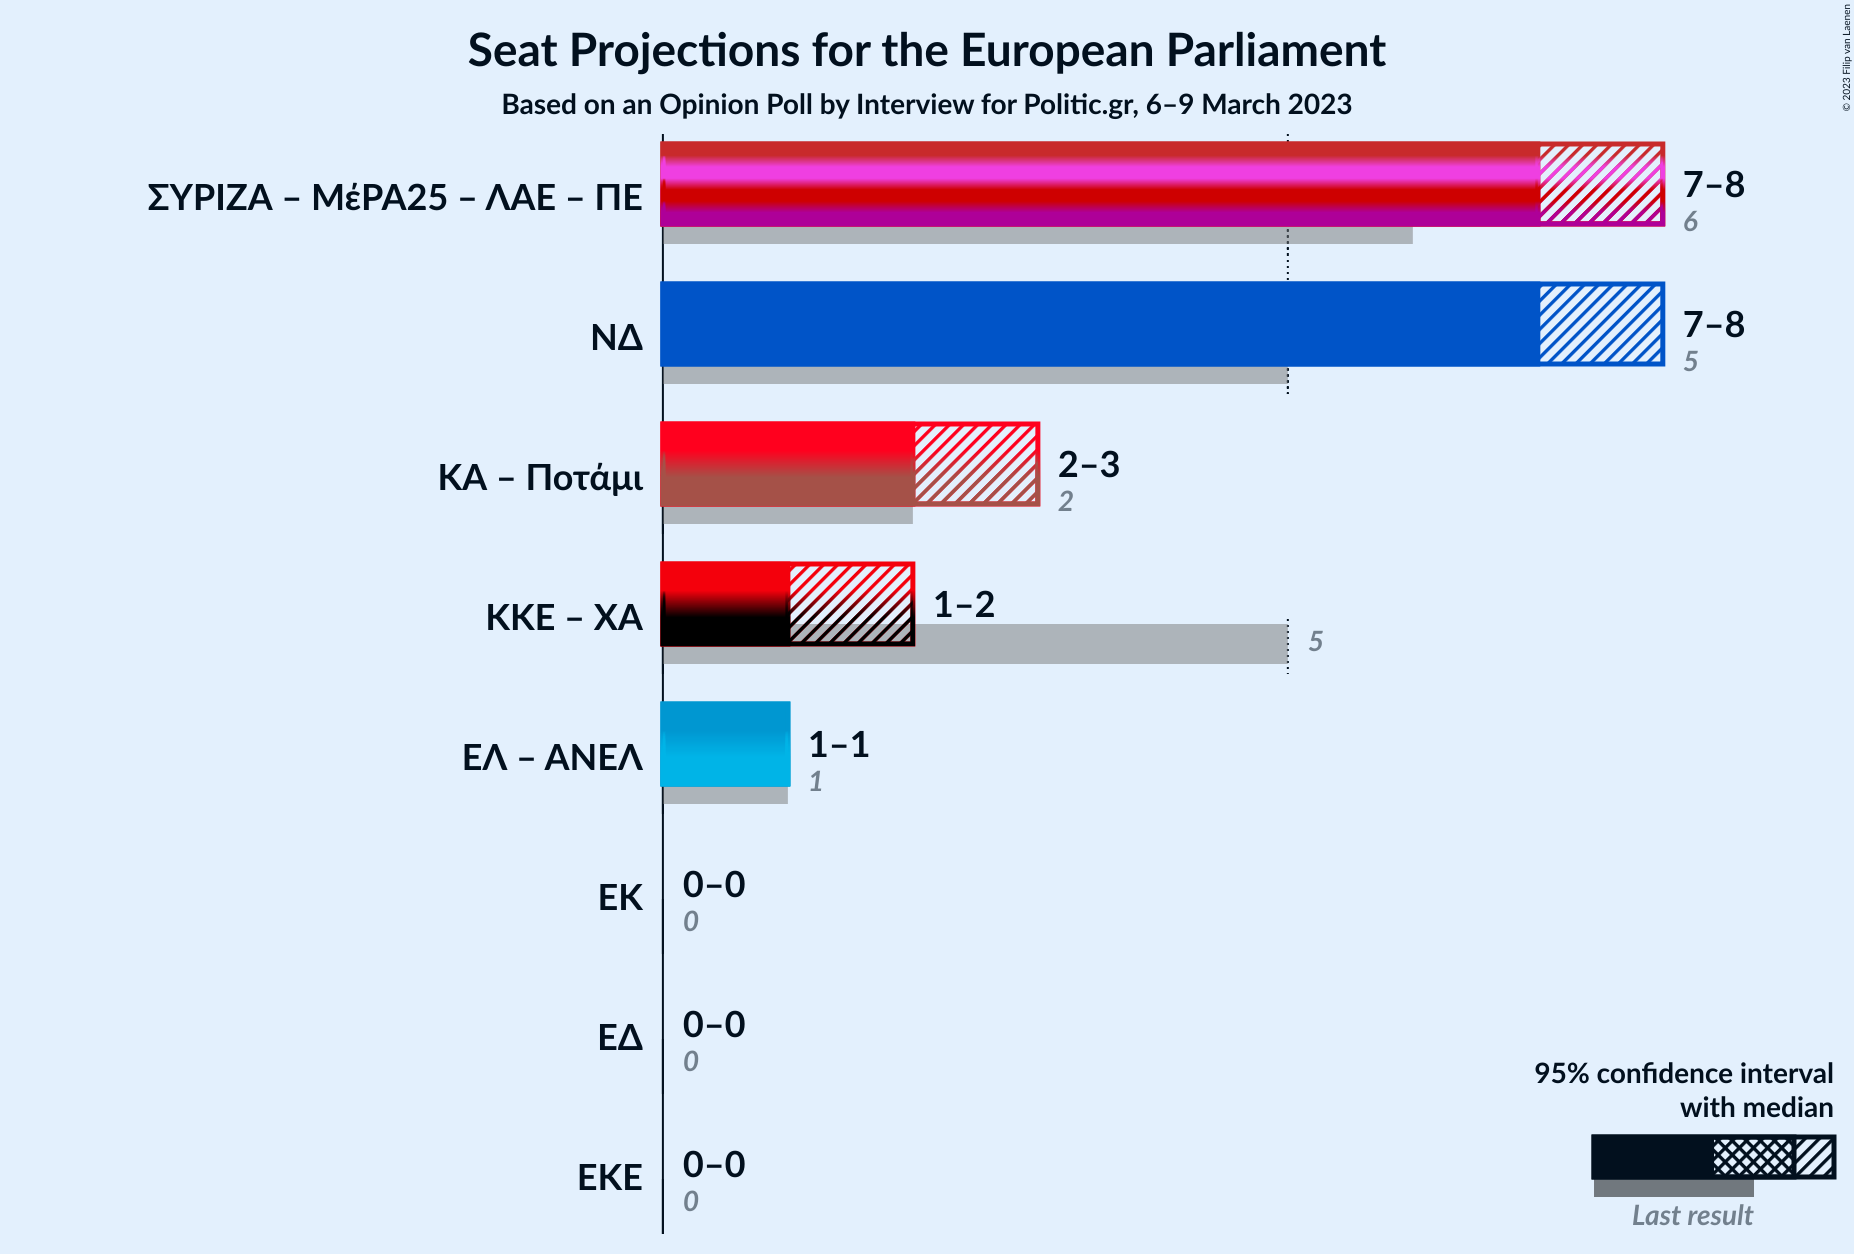 Seat Projections for the European Parliament
Based on an Opinion Poll by Interview for Politic.gr, 6–9 March 2023
© 2023 Filip van Laenen
ΣΥΡΙΖΑ – ΜέΡΑ25 – ΛΑΕ – ΠΕ
7–8
6
ΝΔ
7–8
5
ΚΑ – Ποτάμι
2–3
2
ΚΚΕ – ΧΑ
1–2
5
ΕΛ – ΑΝΕΛ
1–1
1
ΕΚ
0–0
0
ΕΔ
0–0
0
ΕΚΕ
0–0
0
95% confidence interval
with median
Last result